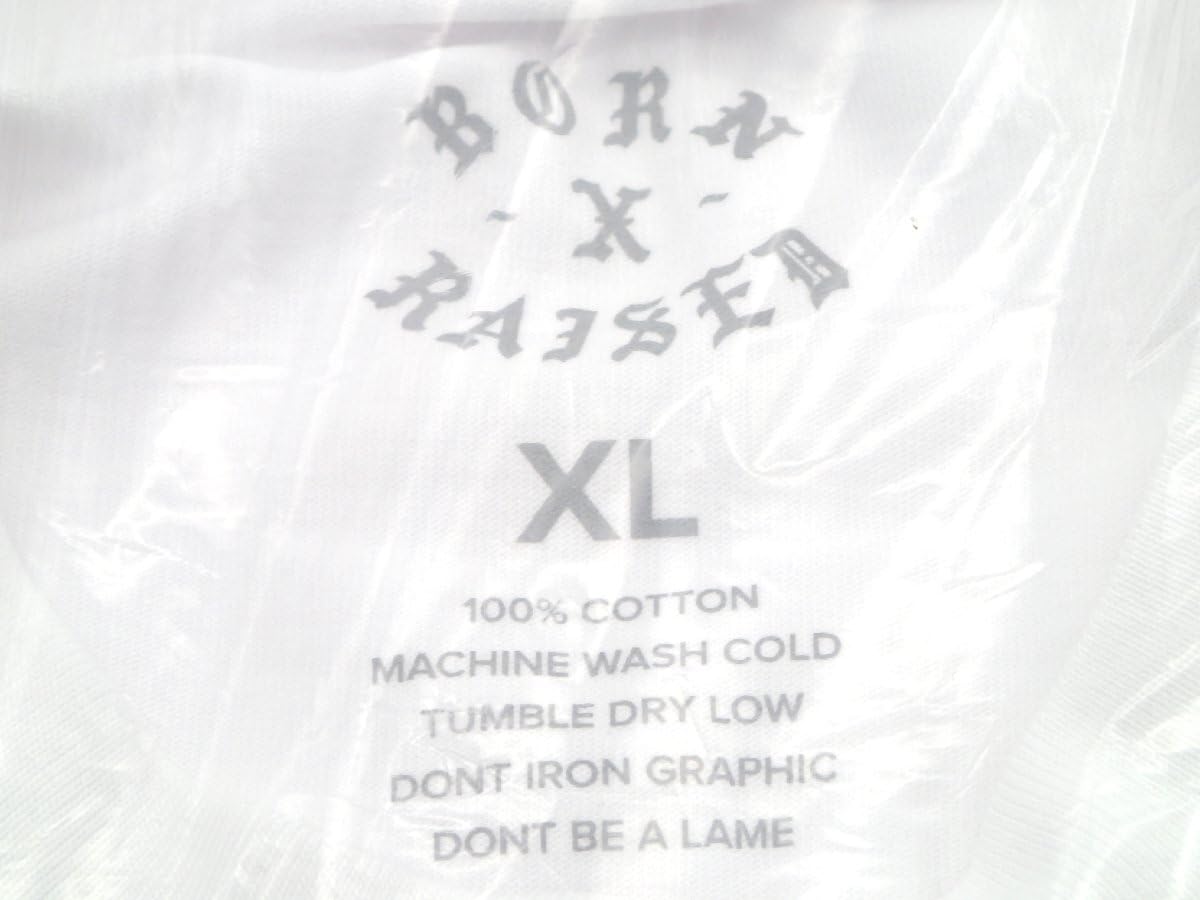 BORN
- X -
RAISED
XL
100% COTTON
MACHINE WASH COLD
TUMBLE DRY LOW
DONT IRON GRAPHIC
DONT BE A LAME